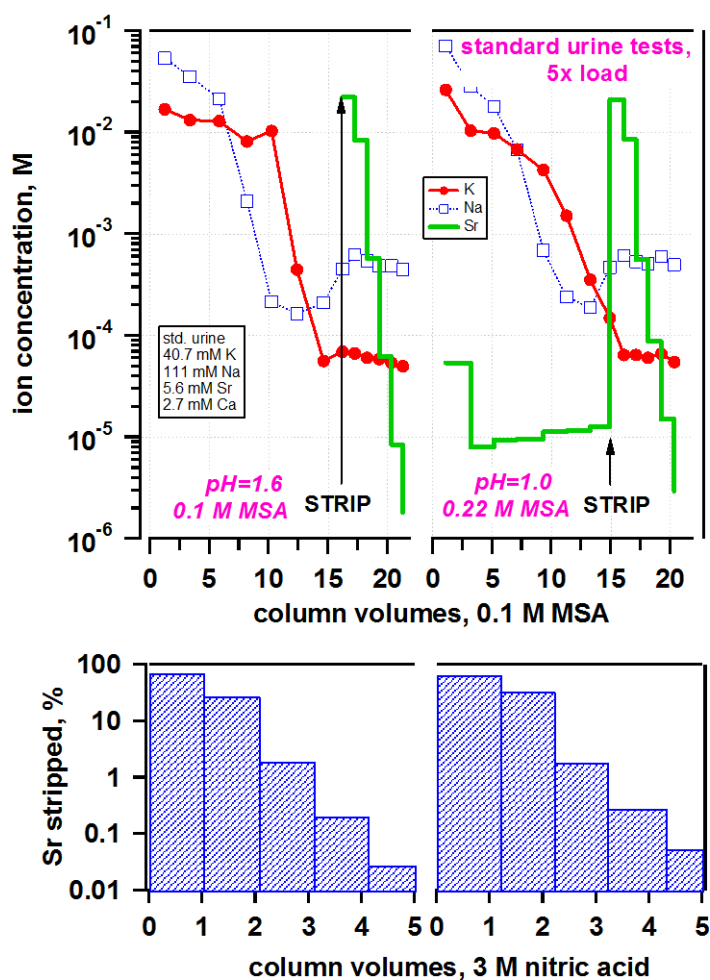 10^-1
10^-2
10^-3
10^-4
10^-5
10^-6
ion concentration, M
standard urine tests,
5x load
K
Na
Sr
std. urine
40.7 mM K
111 mM Na
5.6 mM Sr
2.7 mM Ca
pH=1.6
0.1 M MSA
STRIP
pH=1.0
0.22 M MSA
STRIP
0 5 10 15 20 0 5 10 15 20
column volumes, 0.1 M MSA
100
10
1
0.1
0.01
Sr stripped, %
0 1 2 3 4 5 0 1 2 3 4 5
column volumes, 3 M nitric acid